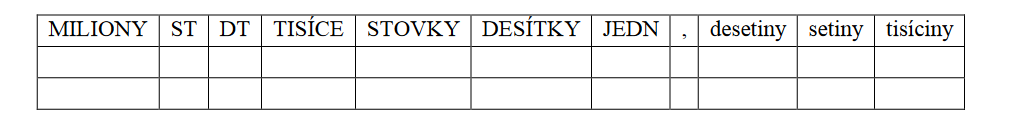 MILIONY ST DT TISÍCE STOVKY DESÍTKY JEDN , desetiny setiny tisíciny